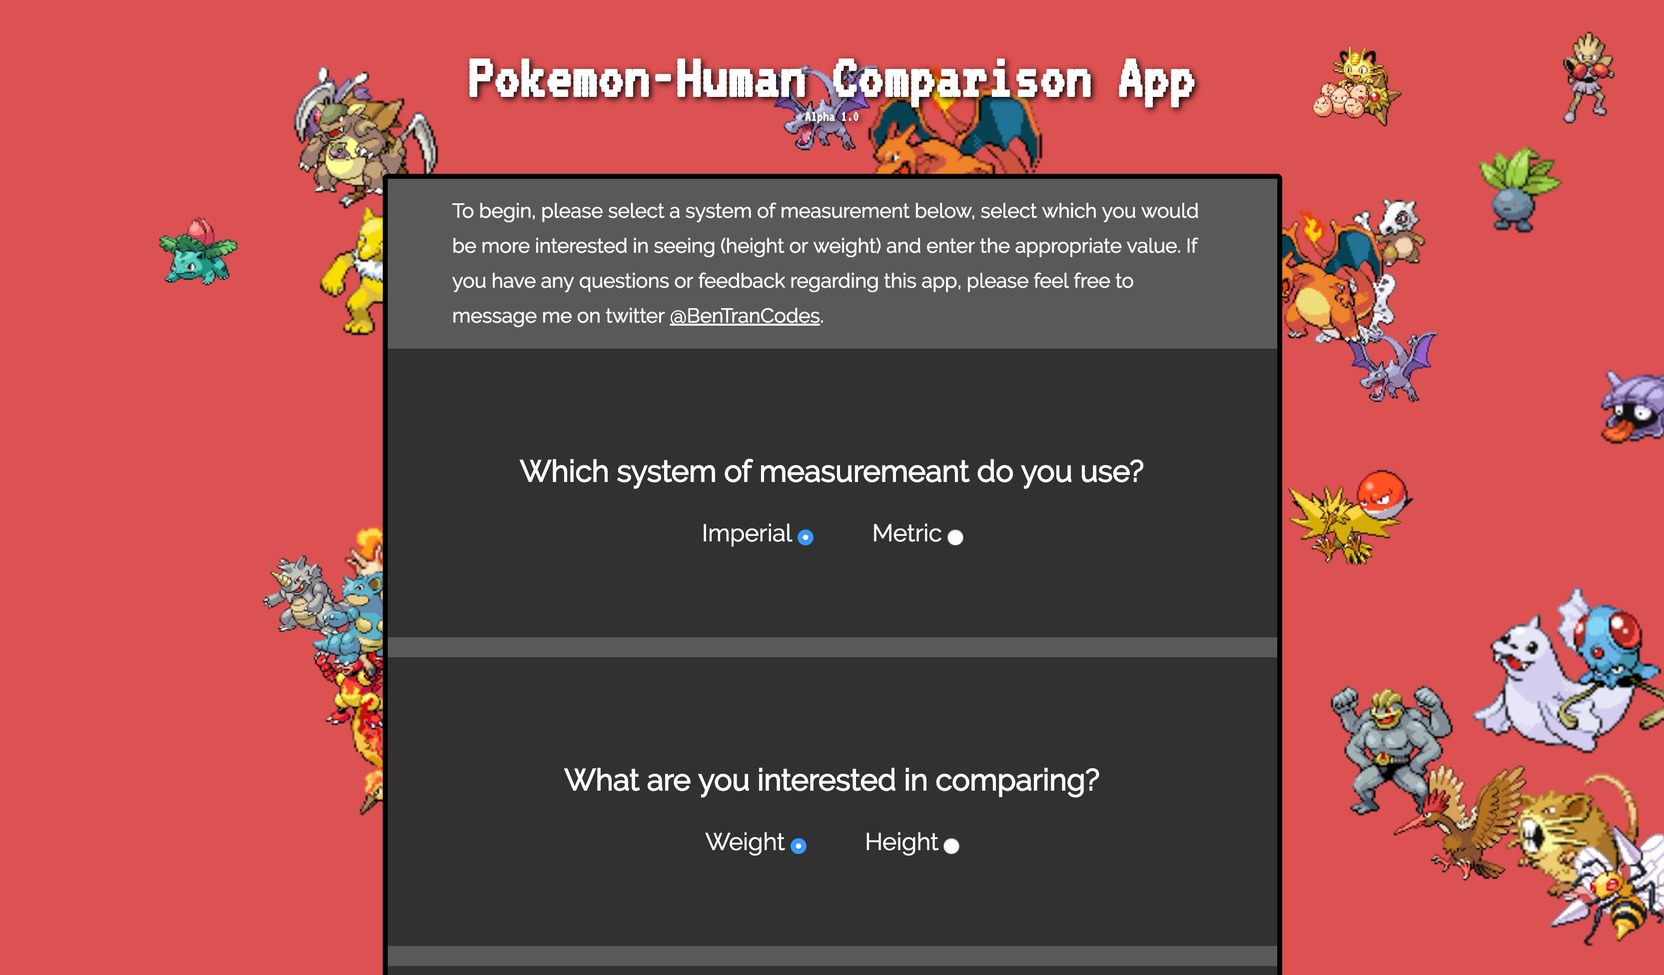 Pokemon-Human Comparison App
Alpha 1.0
To begin, please select a system of measurement below, select which you would
be more interested in seeing (height or weight) and enter the appropriate value. If
you have any questions or feedback regarding this app, please feel free to
message me on twitter @BenTranCodes.
Which system of measuremeant do you use?
Imperial Metric
What are you interested in comparing?
Weight Height